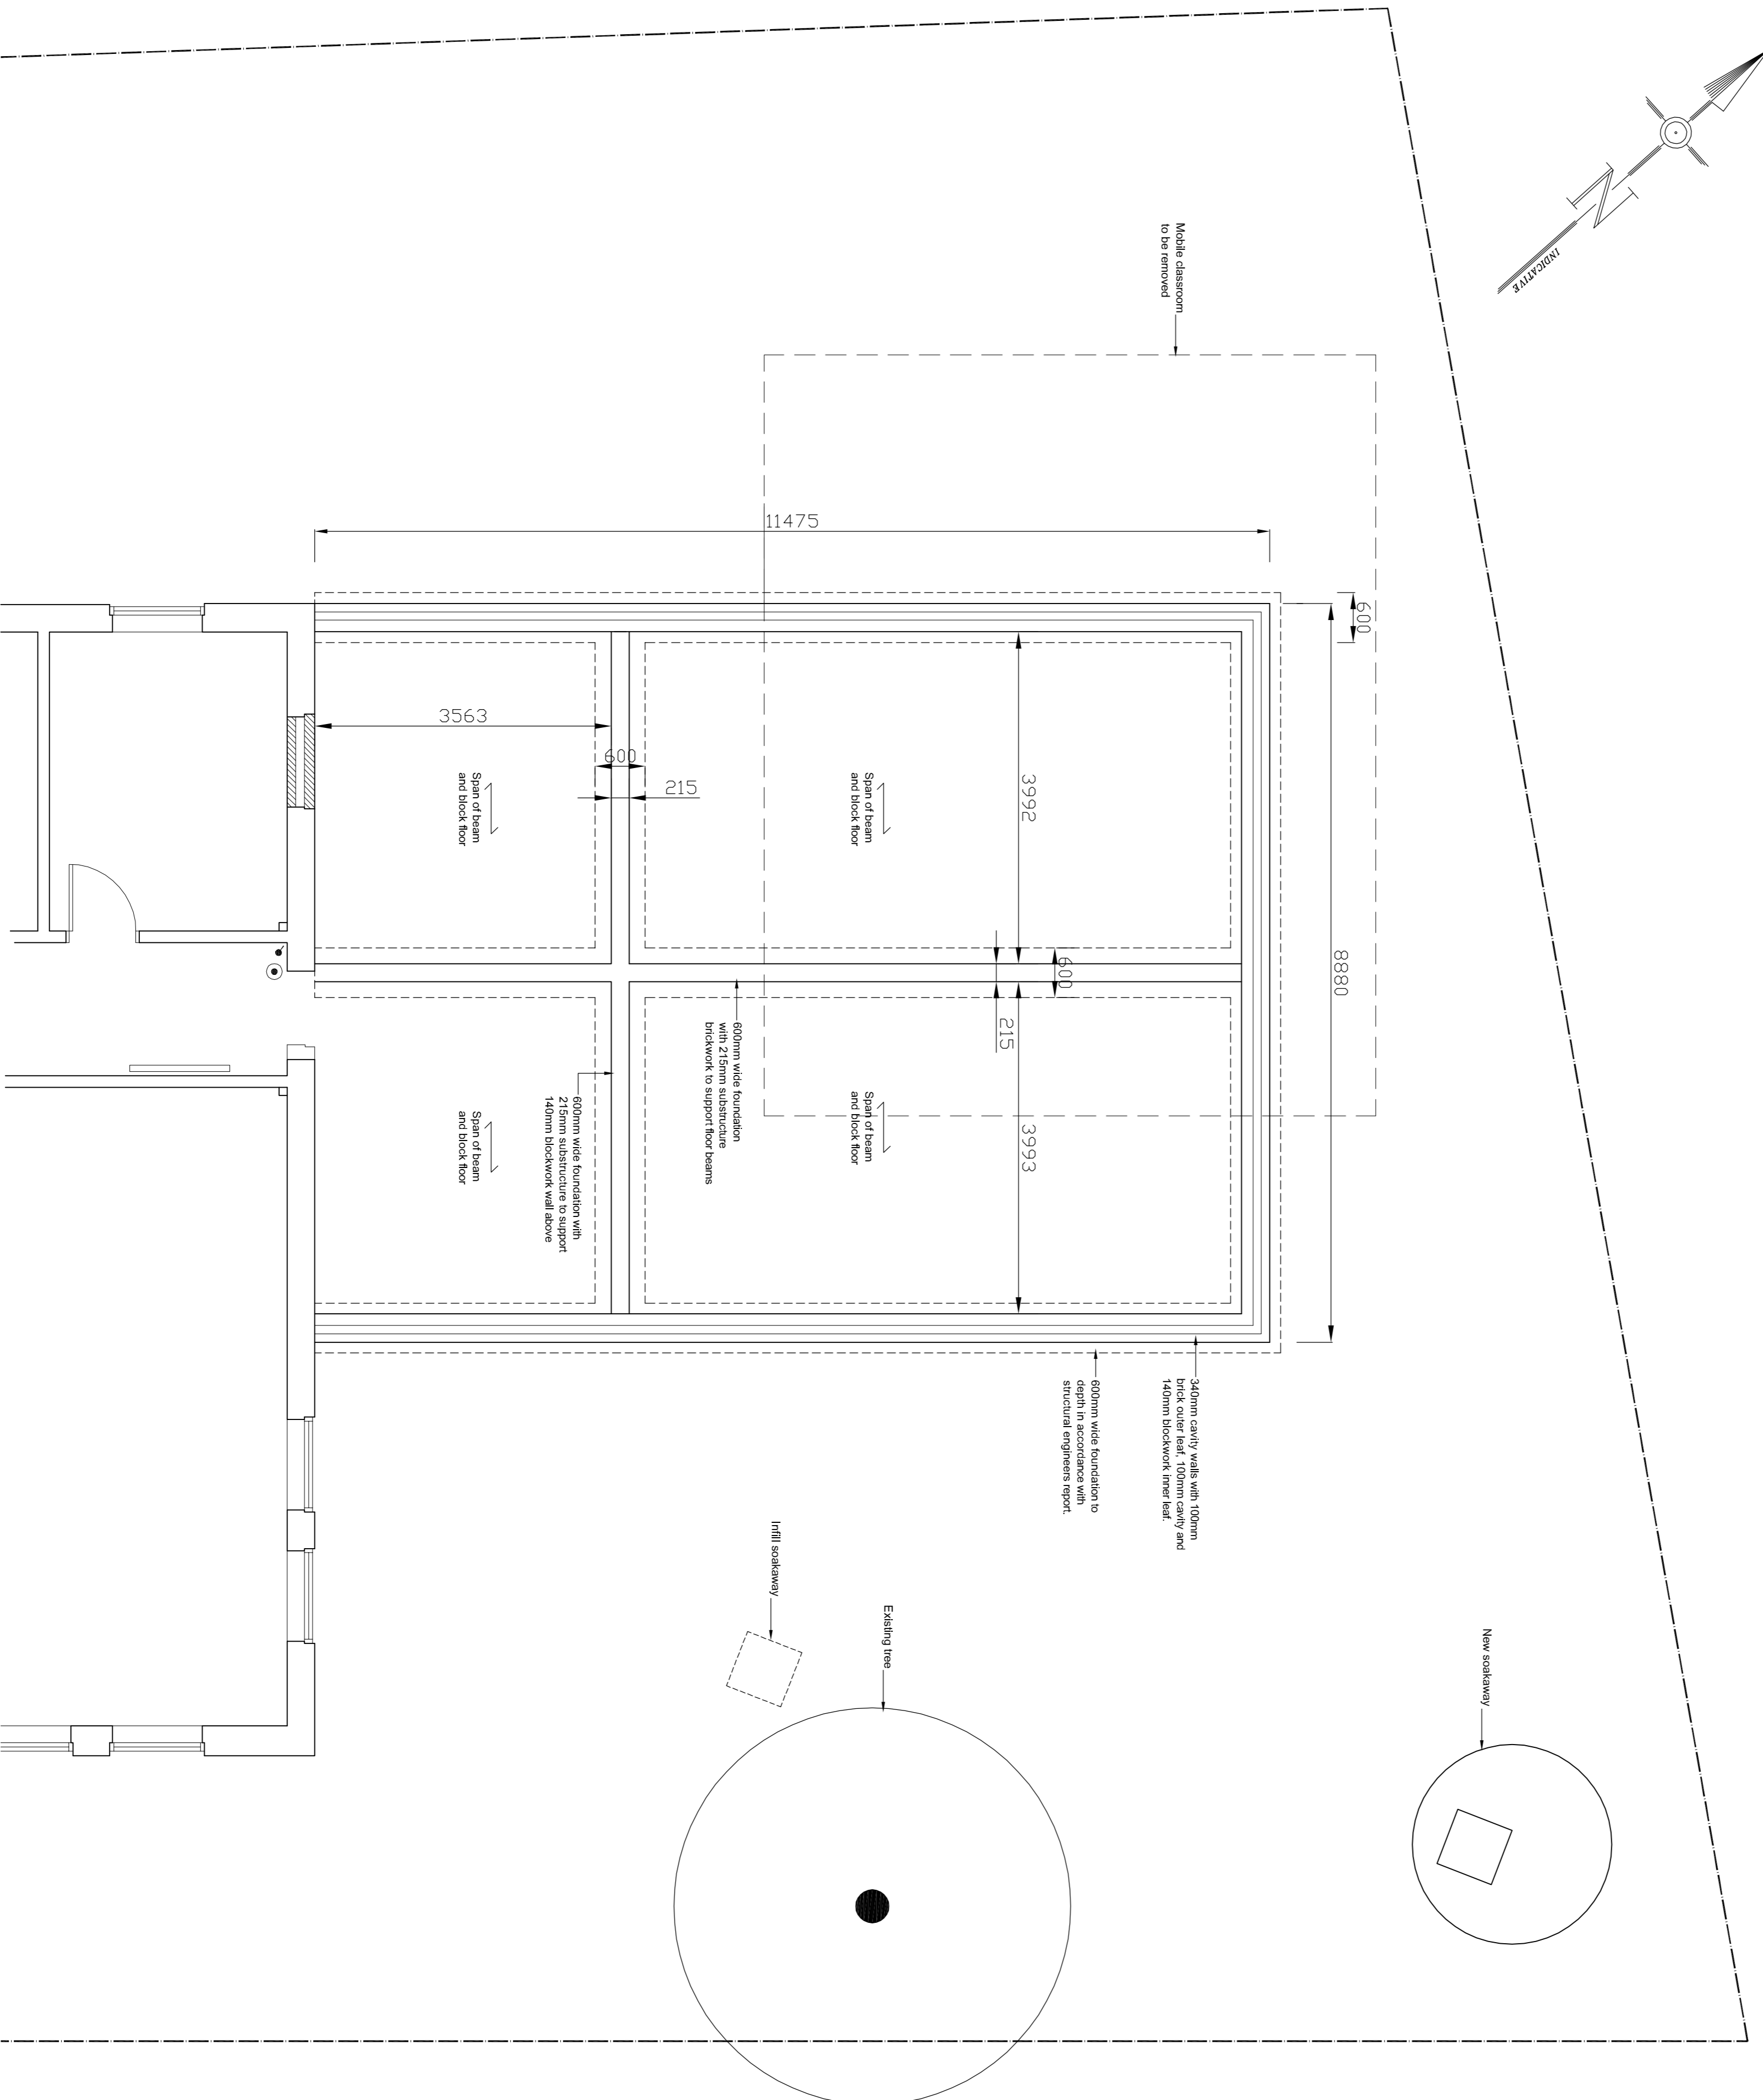 N
INDICATIVE
Mobile classroom
to be removed
11475
600
8880
3992
3993
3563
600
215
600
215
Span of beam
and block floor
Span of beam
and block floor
Span of beam
and block floor
Span of beam
and block floor
600mm wide foundation
with 215mm substructure
brickwork to support floor beams
600mm wide foundation with
215mm substructure to support
140mm blockwork wall above
340mm cavity walls with 100mm
brick outer leaf, 100mm cavity and
140mm blockwork inner leaf.
600mm wide foundation to
depth in accordance with
structural engineers report.
Infill soakaway
Existing tree
New soakaway